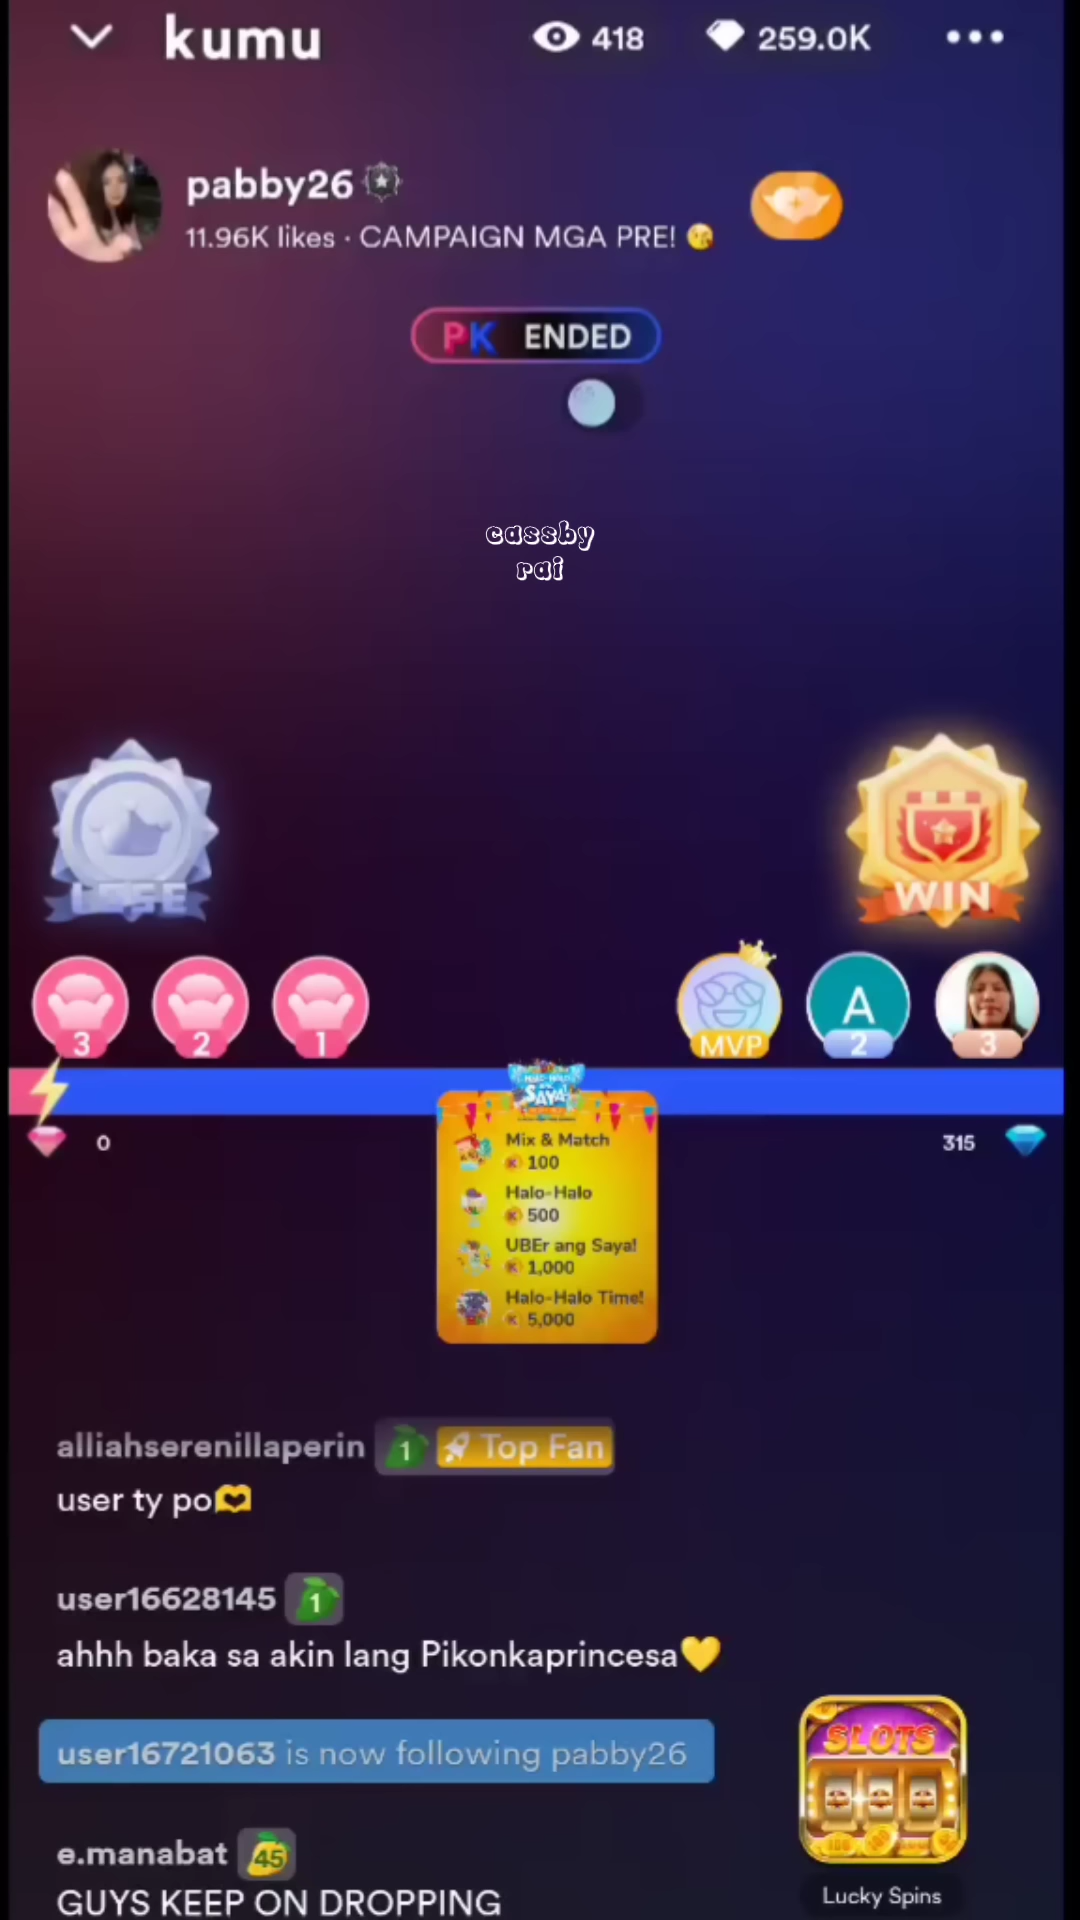 kumu 418 259.0K
pabby26
11.96K likes · CAMPAIGN MGA PRE! 😘
PK ENDED
cassby
rai
LOSE
WIN
3 2 1 MVP A 2 3
SAYA!
0 315
Mix & Match
100
Halo-Halo
500
UBEr ang Saya!
1,000
Halo-Halo Time!
5,000
alliahserenillaperin 1 Top Fan
user ty po🫶
user16628145 1
ahhh baka sa akin lang Pikonkaprincesa💛
user16721063 is now following pabby26
SLOTS
e.manabat 45
GUYS KEEP ON DROPPING
Lucky Spins